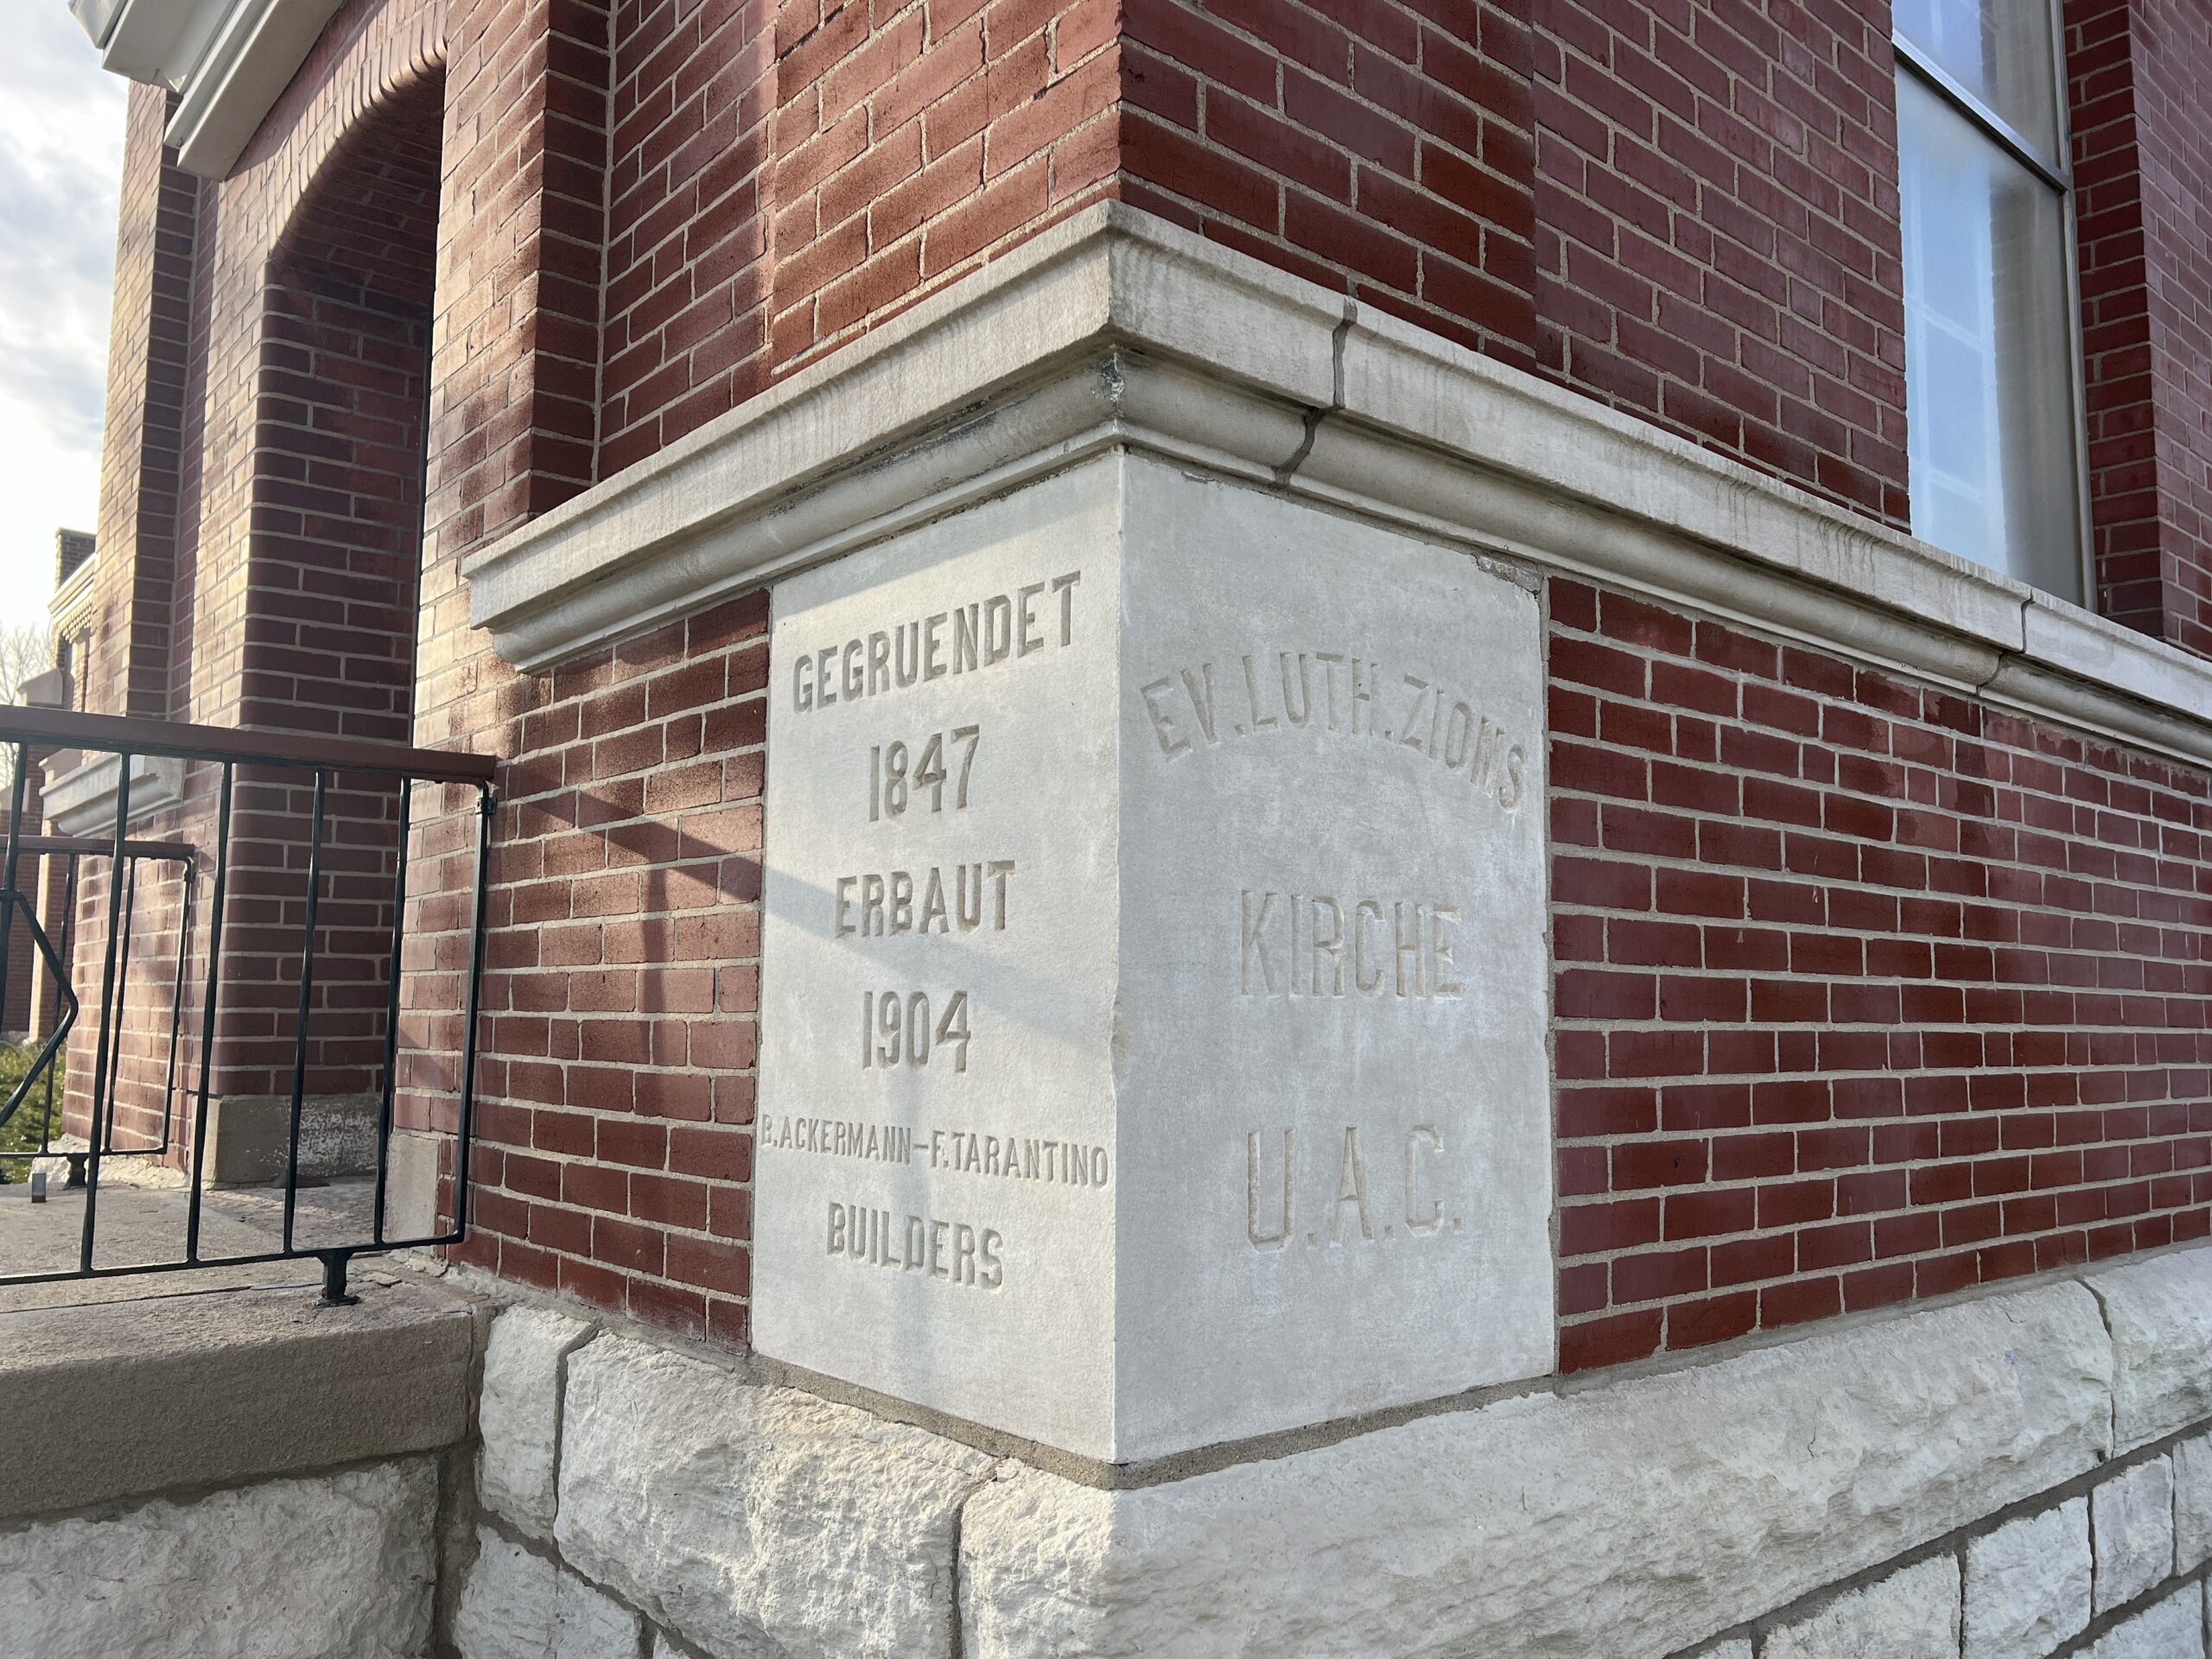 GEGRUENDET
1847
ERBAUT
1904
B.ACKERMANN-F.TARANTINO
BUILDERS
EV.LUTH.ZIONS
KIRCHE
U.A.C.